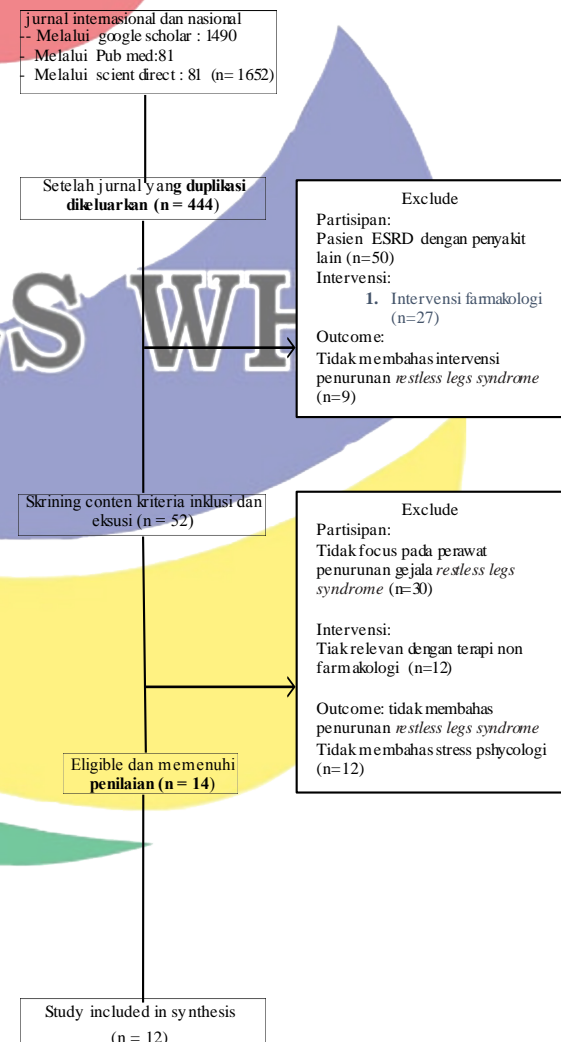 jurnal internasional dan nasional
-- Melalui google scholar : 1490
- Melalui Pub med:81
- Melalui scient direct : 81 (n= 1652)
Setelah jurnal yang duplikasi
dikeluarkan (n = 444)
Exclude
Partisipan:
Pasien ESRD dengan penyakit
lain (n=50)
Intervensi:
1. Intervensi farmakologi
(n=27)
Outcome:
Tidak membahas intervensi
penurunan restless legs syndrome
(n=9)
S WH
Skrining conten kriteria inklusi dan
eksusi (n = 52)
Exclude
Partisipan:
Tidak focus pada perawat
penurunan gejala restless legs
syndrome (n=30)
Intervensi:
Tiak relevan dengan terapi non
farmakologi (n=12)
Outcome: tidak membahas
penurunan restless legs syndrome
Tidak membahas stress pshycologi
(n=12)
Eligible dan memenuhi
penilaian (n = 14)
Study included in synthesis
(n = 12)